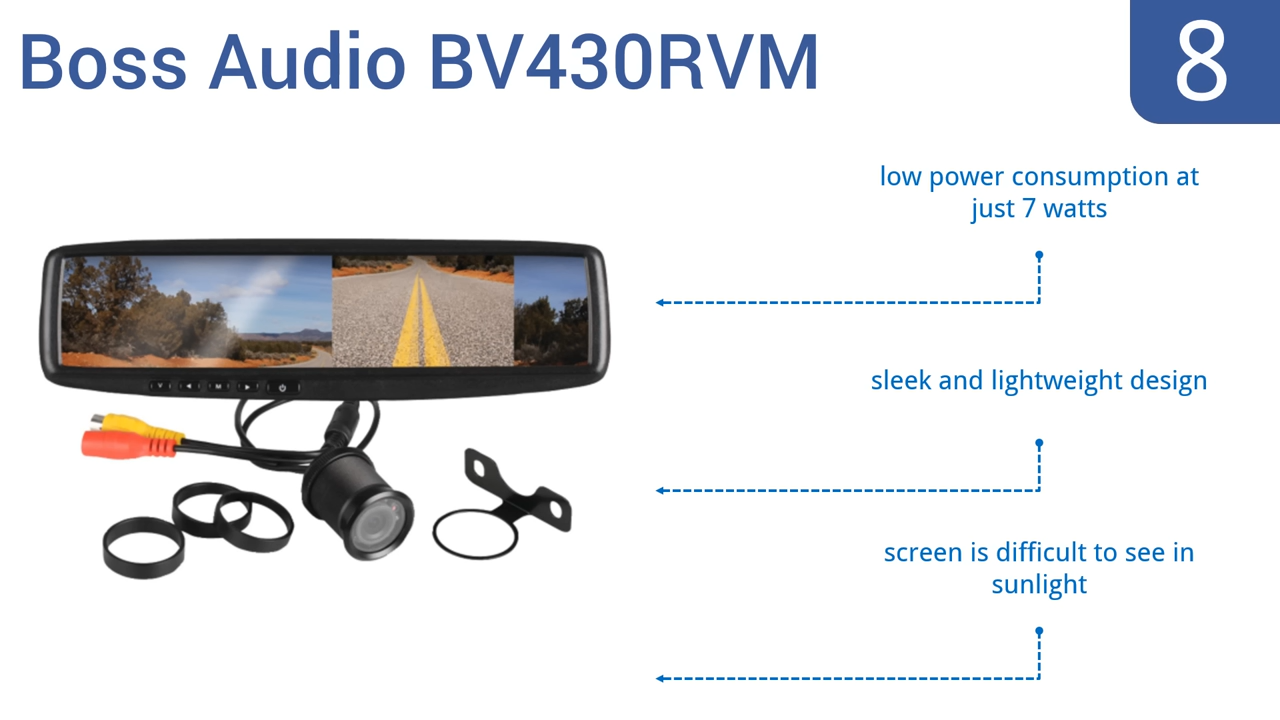 Boss Audio BV430RVM
8
low power consumption at
just 7 watts
sleek and lightweight design
screen is difficult to see in
sunlight
V
M